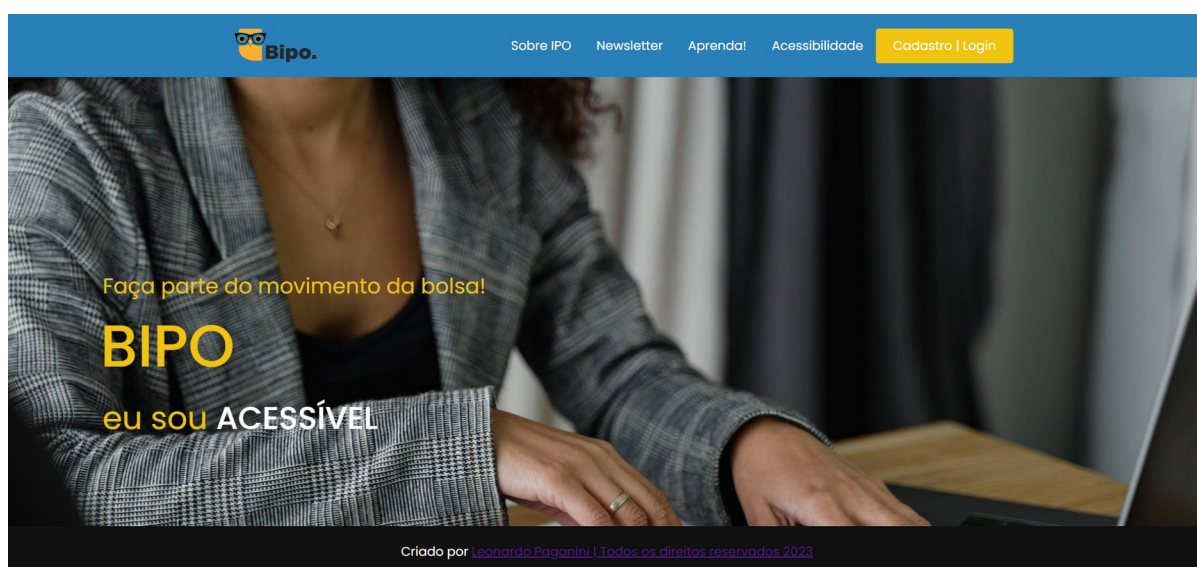 Bipo.
Sobre IPO Newsletter Aprenda! Acessibilidade Cadastro | Login
Faça parte do movimento da bolsa!
BIPO
eu sou ACESSÍVEL
Criado por Leonardo Paganini | Todos os direitos reservados 2023